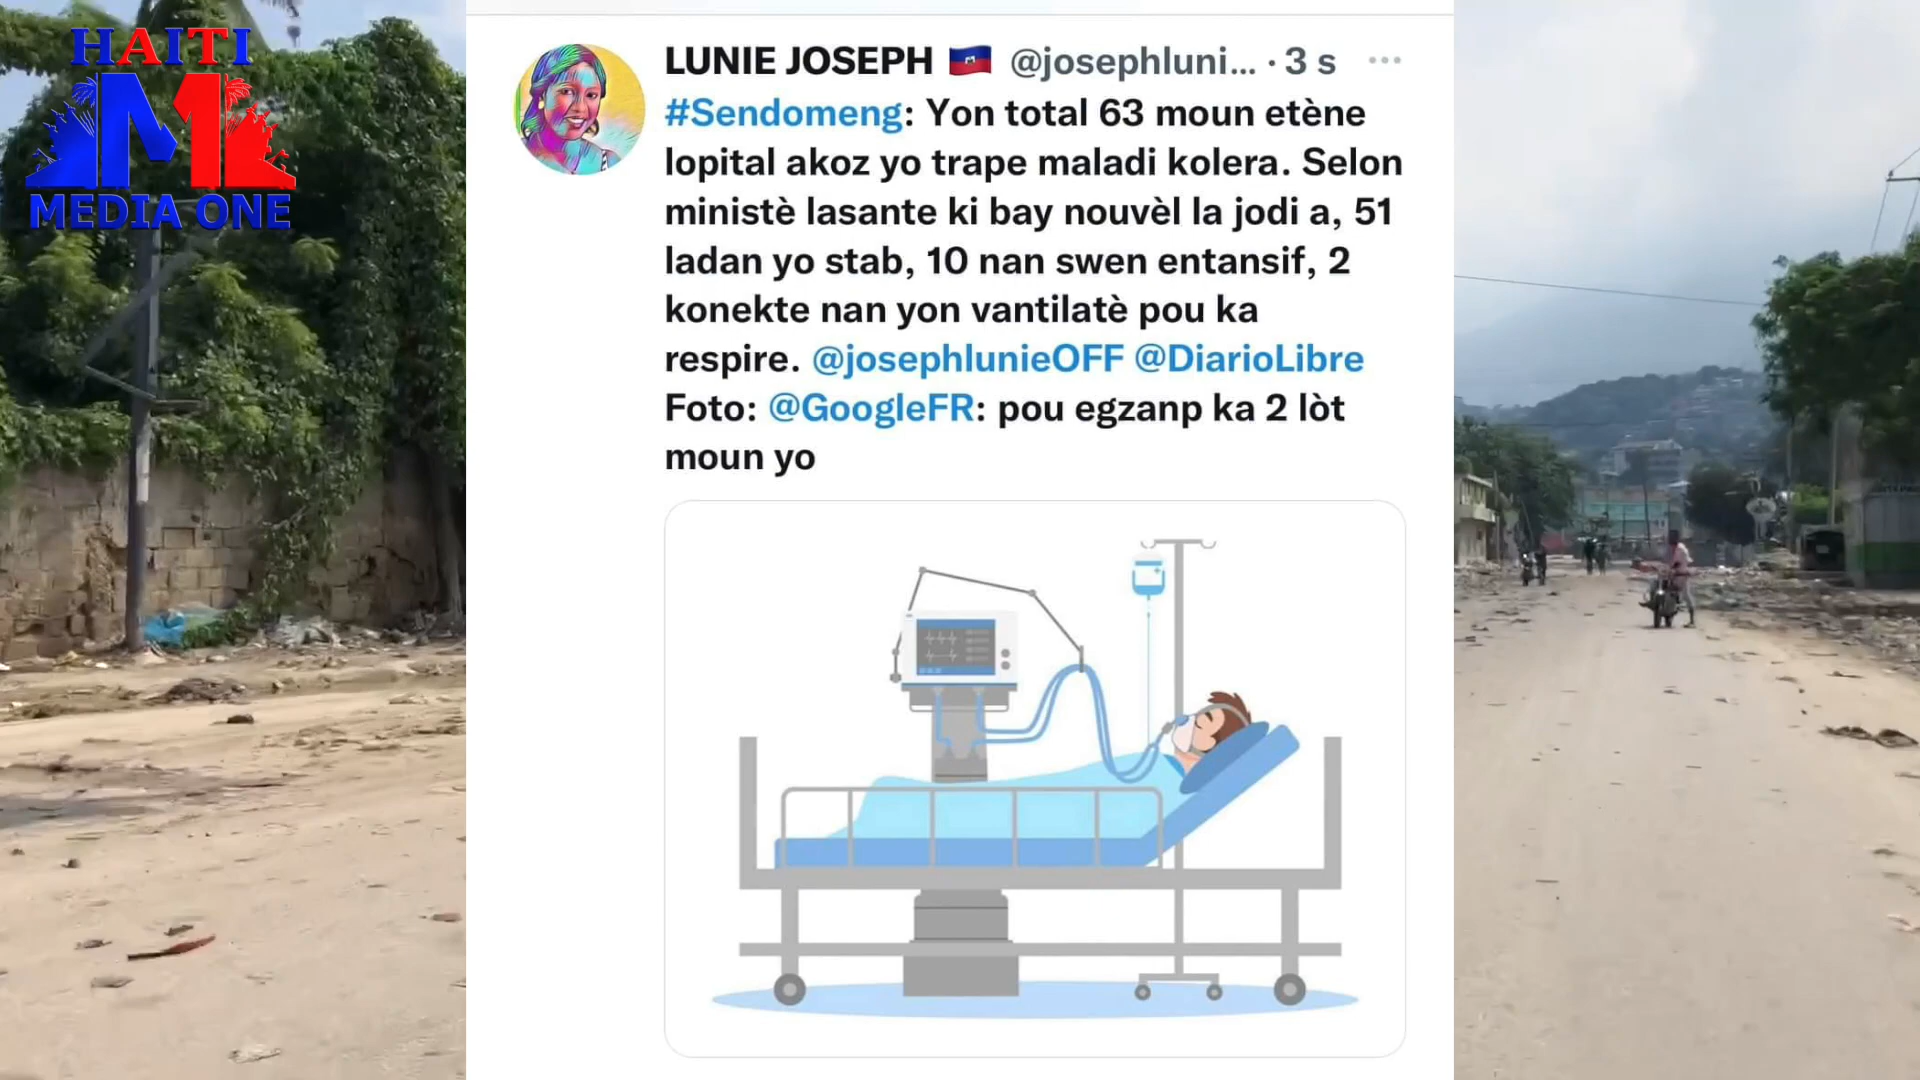 HAITI
M1
MEDIA ONE
LUNIE JOSEPH 🇭🇹 @josephluni... · 3 s ...
#Sendomeng: Yon total 63 moun etène
lopital akoz yo trape maladi kolera. Selon
ministè lasante ki bay nouvèl la jodi a, 51
ladan yo stab, 10 nan swen entansif, 2
konekte nan yon vantilatè pou ka
respire. @josephlunieOFF @DiarioLibre
Foto: @GoogleFR: pou egzanp ka 2 lòt
moun yo